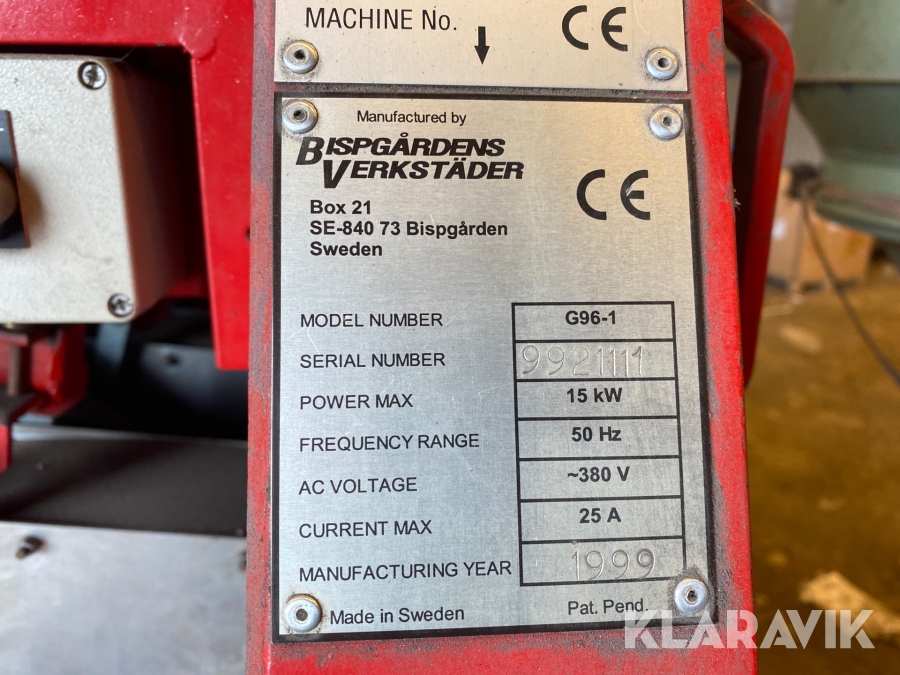 MACHINE No.
CE
Manufactured by
BISPGÅRDENS
VERKSTÄDER
CE
Box 21
SE-840 73 Bispgården
Sweden
MODEL NUMBER G96-1
SERIAL NUMBER 9921111
POWER MAX 15 kW
FREQUENCY RANGE 50 Hz
AC VOLTAGE ~380 V
CURRENT MAX 25 A
MANUFACTURING YEAR 1999
Made in Sweden Pat. Pend.
KLARAVIK